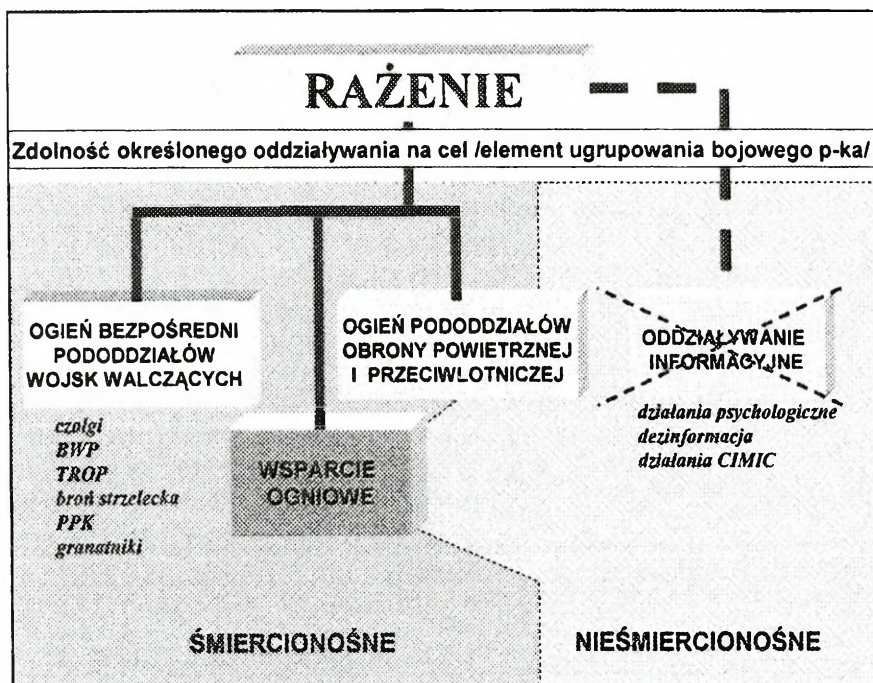 RAŻENIE
Zdolność określonego oddziaływania na cel /element ugrupowania bojowego p-ka/
OGIEŃ BEZPOŚREDNI
PODODDZIAŁÓW
WOJSK WALCZĄCYCH
OGIEŃ PODODDZIAŁÓW
OBRONY POWIETRZNEJ
I PRZECIWLOTNICZEJ
ODDZIAŁYWANIE
INFORMACYJNE
czołgi
BWP
TROP
broń strzelecka
PPK
granatniki
WSPARCIE
OGNIOWE
działania psychologiczne
dezinformacja
działania CIMIC
ŚMIERCIONOŚNE
NIEŚMIERCIONOŚNE